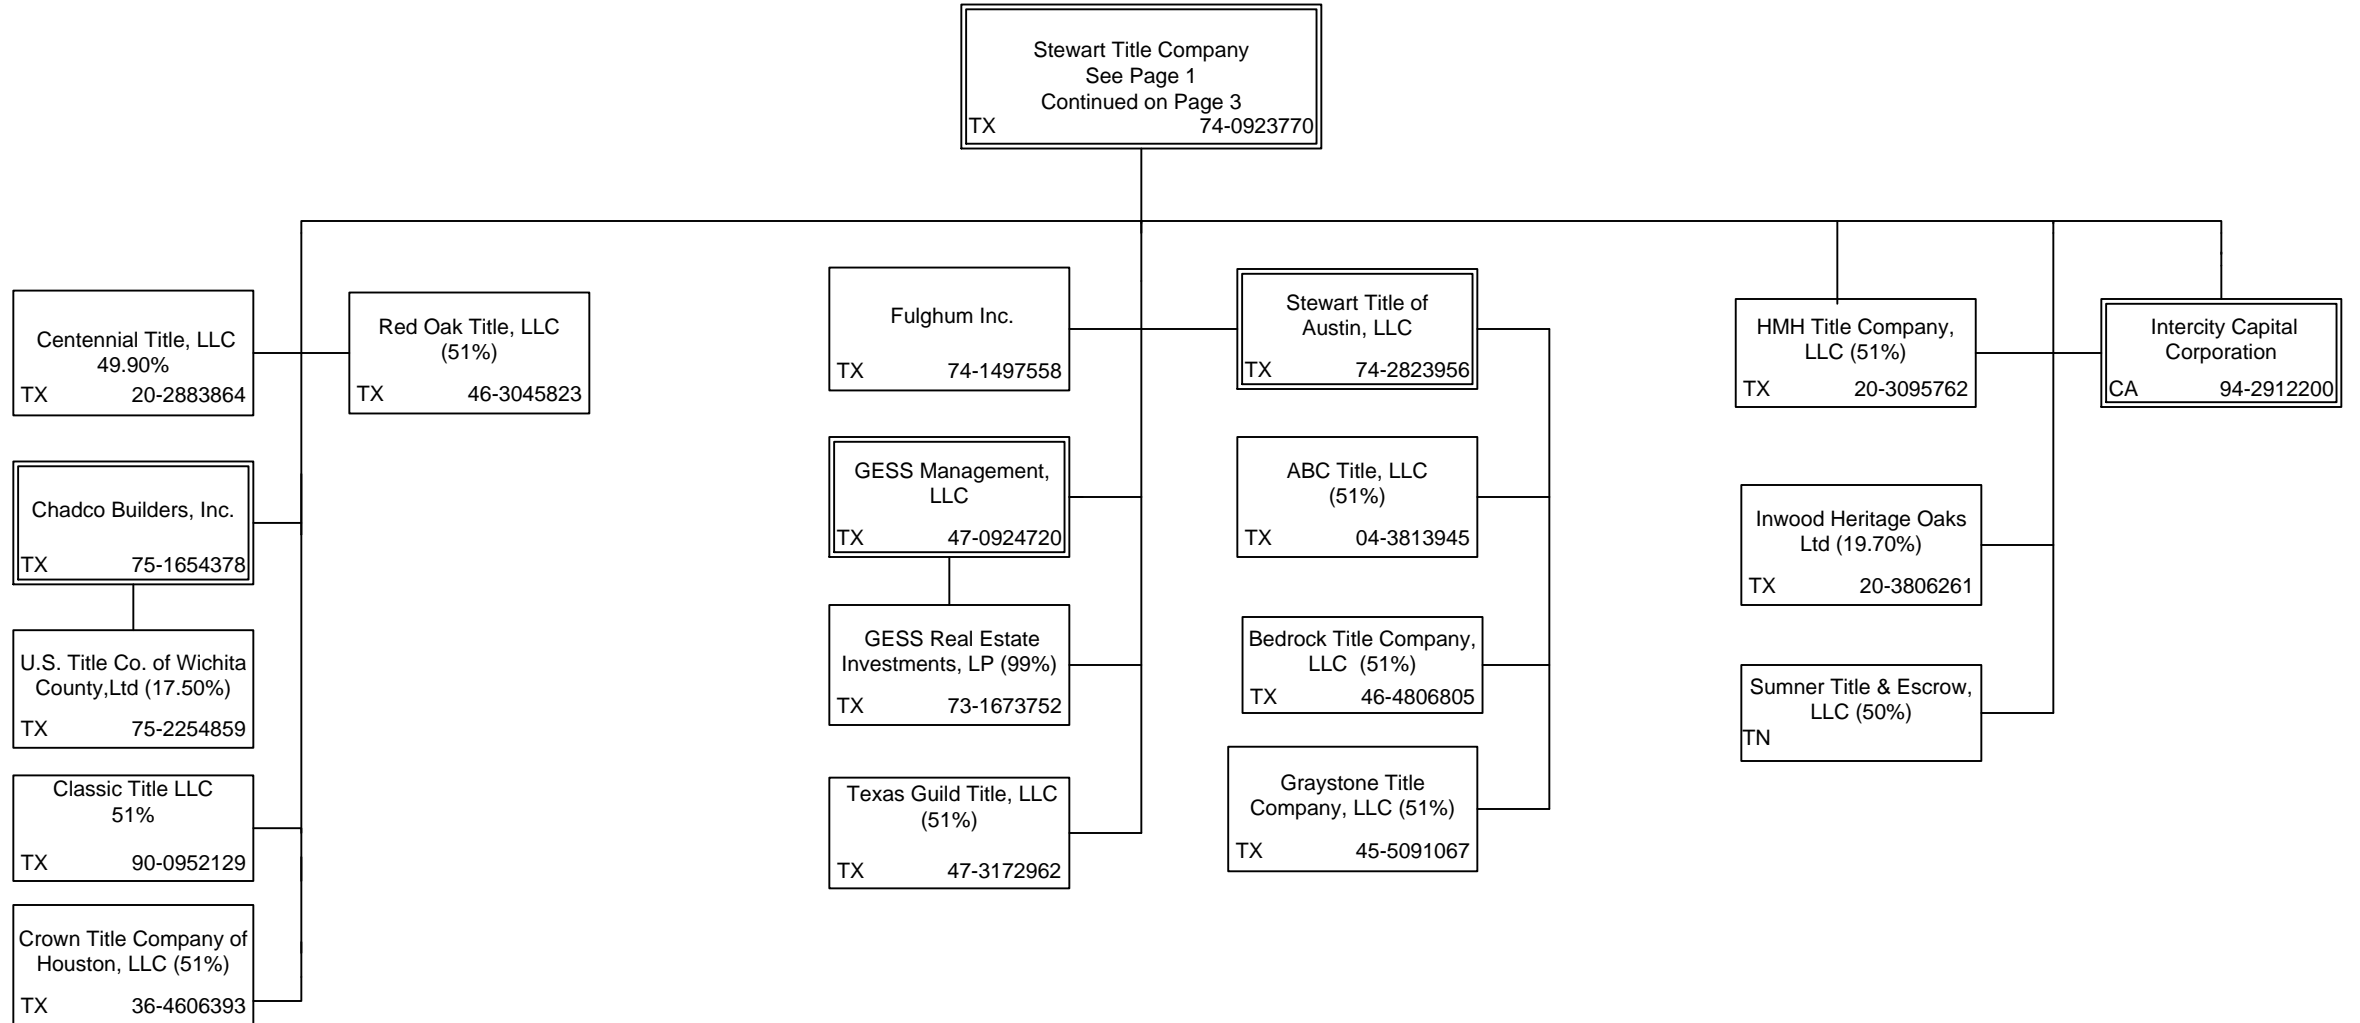 Stewart Title Company
See Page 1
Continued on Page 3
TX 74-0923770
Centennial Title, LLC
49.90%
TX 20-2883864
Red Oak Title, LLC
(51%)
TX 46-3045823
Chadco Builders, Inc.
TX 75-1654378
U.S. Title Co. of Wichita
County,Ltd (17.50%)
TX 75-2254859
Classic Title LLC
51%
TX 90-0952129
Crown Title Company of
Houston, LLC (51%)
TX 36-4606393
Fulghum Inc.
TX 74-1497558
GESS Management,
LLC
TX 47-0924720
GESS Real Estate
Investments, LP (99%)
TX 73-1673752
Texas Guild Title, LLC
(51%)
TX 47-3172962
Stewart Title of
Austin, LLC
TX 74-2823956
ABC Title, LLC
(51%)
TX 04-3813945
Bedrock Title Company,
LLC (51%)
TX 46-4806805
Graystone Title
Company, LLC (51%)
TX 45-5091067
HMH Title Company,
LLC (51%)
TX 20-3095762
Intercity Capital
Corporation
CA 94-2912200
Inwood Heritage Oaks
Ltd (19.70%)
TX 20-3806261
Sumner Title & Escrow,
LLC (50%)
TN